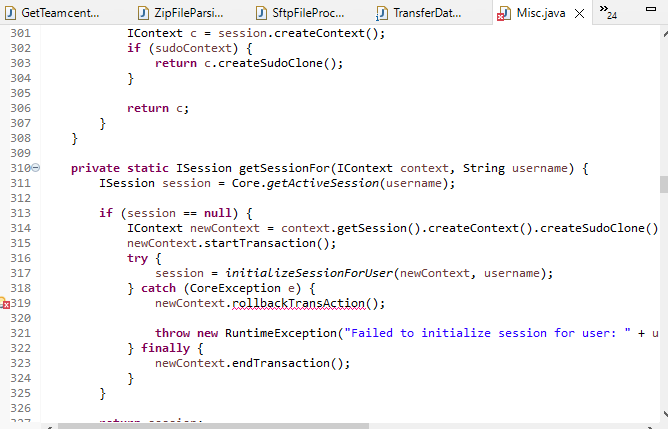 GetTeamcent... ZipFileParsi... SftpFileProc... TransferDat... Misc.java »24
301 IContext c = session.createContext();
302 if (sudoContext) {
303 return c.createSudoClone();
304 }
305
306 return c;
307 }
308 }
309
310 private static ISession getSessionFor(IContext context, String username) {
311 ISession session = Core.getActiveSession(username);
312
313 if (session == null) {
314 IContext newContext = context.getSession().createContext().createSudoClone()
315 newContext.startTransaction();
316 try {
317 session = initializeSessionForUser(newContext, username);
318 } catch (CoreException e) {
319 newContext.rollbackTransAction();
320
321 throw new RuntimeException("Failed to initialize session for user: " + u
322 } finally {
323 newContext.endTransaction();
324 }
325 }
326
327 return session;